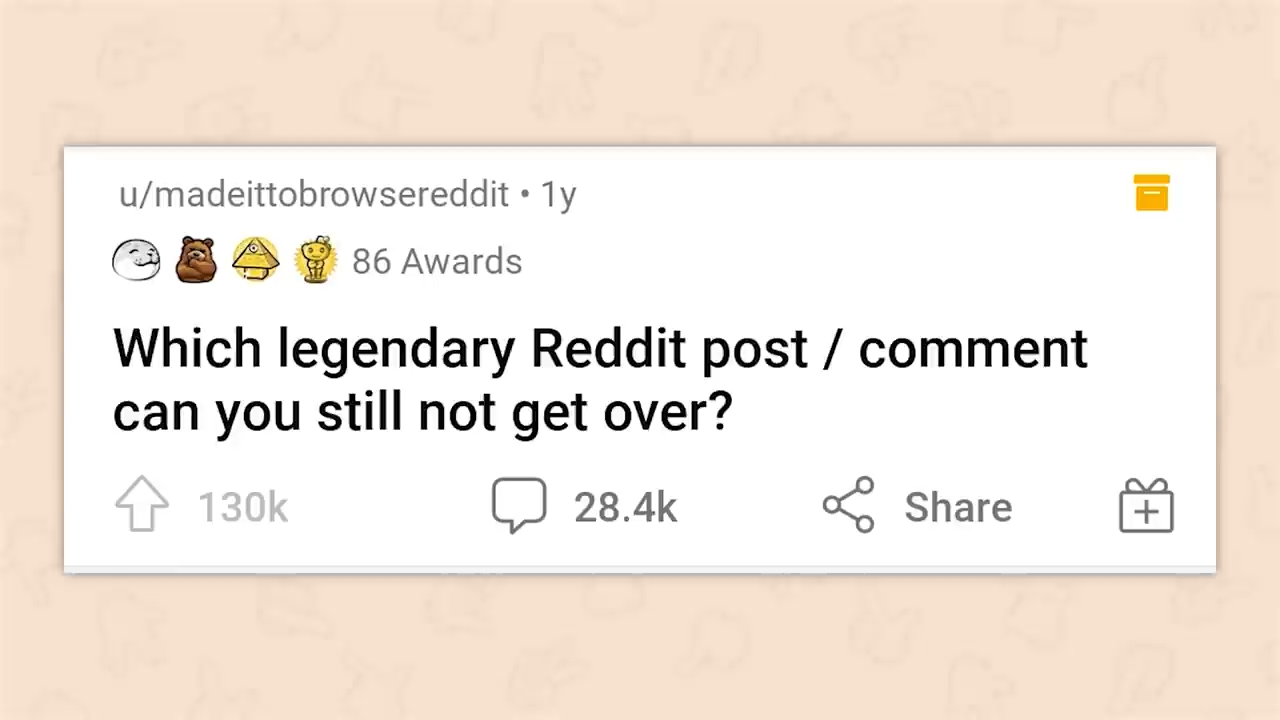 u/madeittobrowsereddit • 1y
86 Awards
Which legendary Reddit post / comment
can you still not get over?
130k 28.4k Share